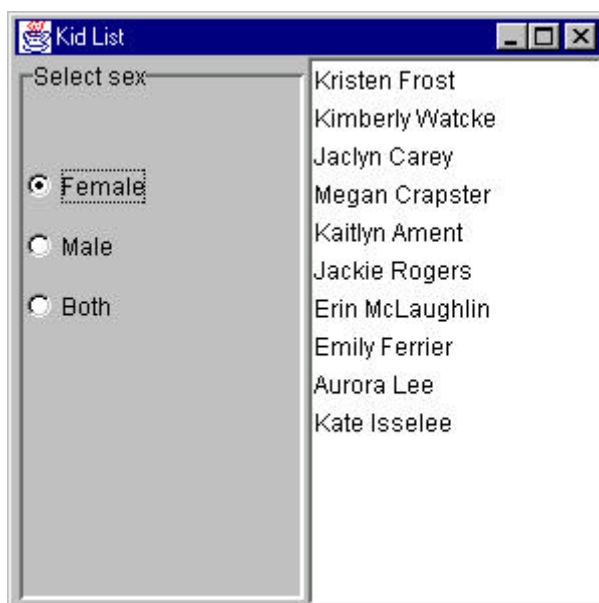 Kid List
Select sex
Female
Male
Both
Kristen Frost
Kimberly Watcke
Jaclyn Carey
Megan Crapster
Kaitlyn Ament
Jackie Rogers
Erin McLaughlin
Emily Ferrier
Aurora Lee
Kate Isselee